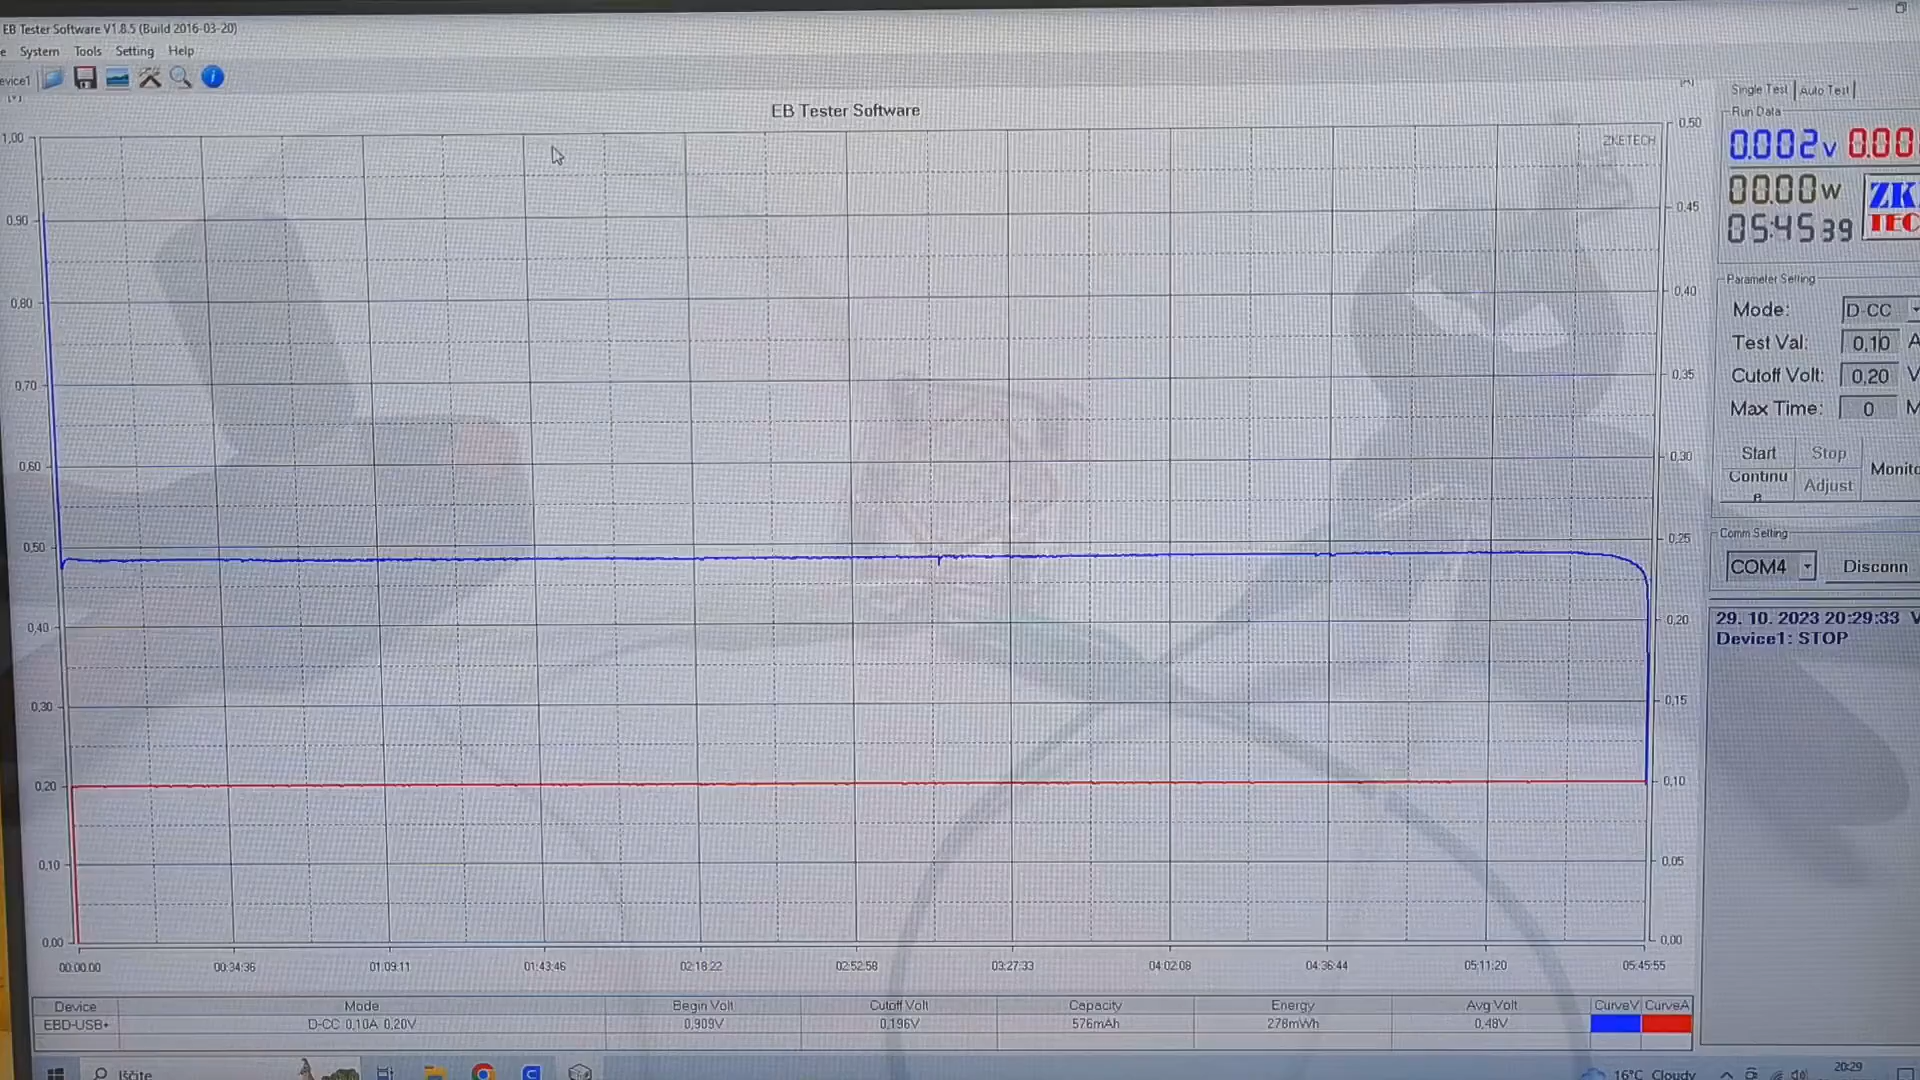 EB Tester Software V1.8.5 (Build 2016-03-20)
System Tools Setting Help
EB Tester Software
ZKETECH
1,00
0,90
0,80
0,70
0,60
0,50
0,40
0,30
0,20
0,10
0,00
0,50
0,45
0,40
0,35
0,30
0,25
0,20
0,15
0,10
0,05
0,00
00:00:00 00:34:36 01:09:11 01:43:46 02:18:22 02:52:58 03:27:33 04:02:08 04:36:44 05:11:20 05:45:55
Device Mode Begin Volt Cutoff Volt Capacity Energy Avg Volt CurveV CurveA
EBD-USB+ D-CC 0,10A 0,20V 0,909V 0,196V 576mAh 278mWh 0,48V
Single Test Auto Test
Run Data
0.002V 0.00
00.00W
05:45 39
ZK
TEC
Parameter Setting
Mode: D-CC
Test Val: 0,10 A
Cutoff Volt: 0,20 V
Max Time: 0 M
Start Stop
Continu
e
Adjust
Monito
Comm Setting
COM4 Disconn
29. 10. 2023 20:29:33 V
Device1: STOP
Iščite
16°C Cloudy
20:29